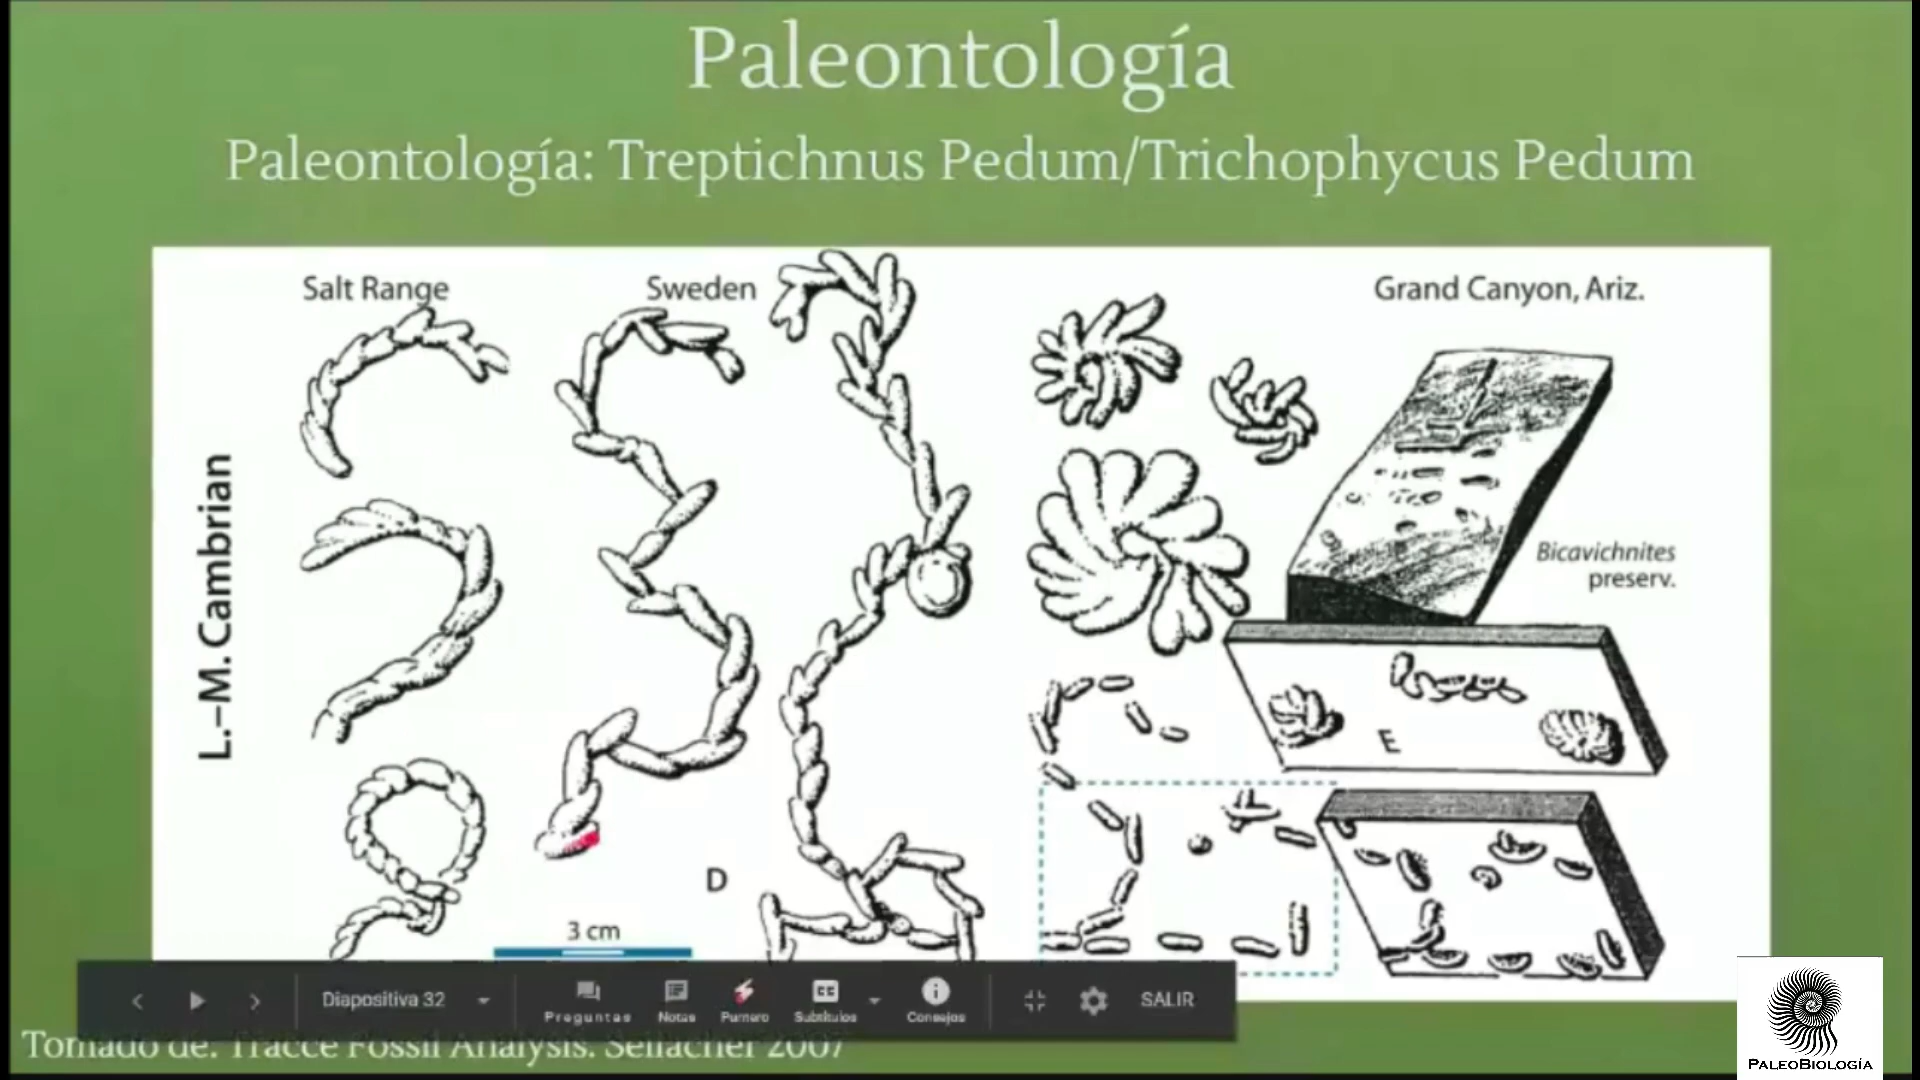 Paleontología
Paleontología: Treptichnus Pedum/Trichophycus Pedum
Salt Range
Sweden
Grand Canyon, Ariz.
L.–M. Cambrian
Bicavichnites
preserv.
E
D
3 cm
Diapositiva 32
Preguntas
Notas
Puntero
Subtítulos
Consejos
SALIR
Tomado de: Tracce Fossil Analysis. Seilacher 2007
PALEOBIOLOGÍA